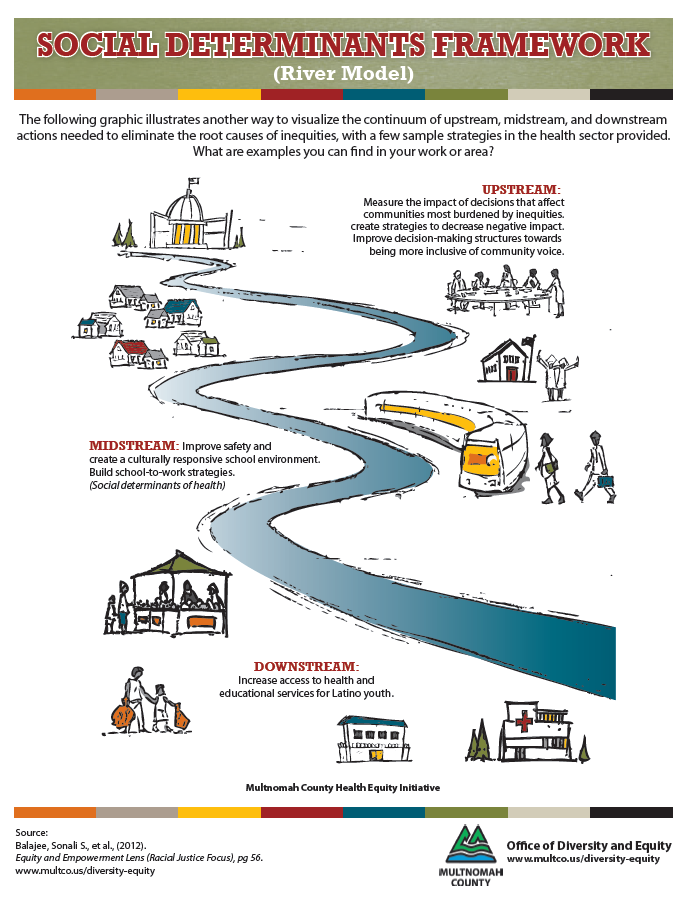 SOCIAL DETERMINANTS FRAMEWORK
(River Model)
The following graphic illustrates another way to visualize the continuum of upstream, midstream, and downstream
actions needed to eliminate the root causes of inequities, with a few sample strategies in the health sector provided.
What are examples you can find in your work or area?
UPSTREAM:
Measure the impact of decisions that affect
communities most burdened by inequities.
create strategies to decrease negative impact.
Improve decision-making structures towards
being more inclusive of community voice.
MIDSTREAM: Improve safety and
create a culturally responsive school environment.
Build school-to-work strategies.
(Social determinants of health)
DOWNSTREAM:
Increase access to health and
educational services for Latino youth.
Multnomah County Health Equity Initiative
Source:
Balajee, Sonali S., et al., (2012).
Equity and Empowerment Lens (Racial Justice Focus), pg 56.
www.multco.us/diversity-equity
MULTNOMAH
COUNTY
Office of Diversity and Equity
www.multco.us/diversity-equity